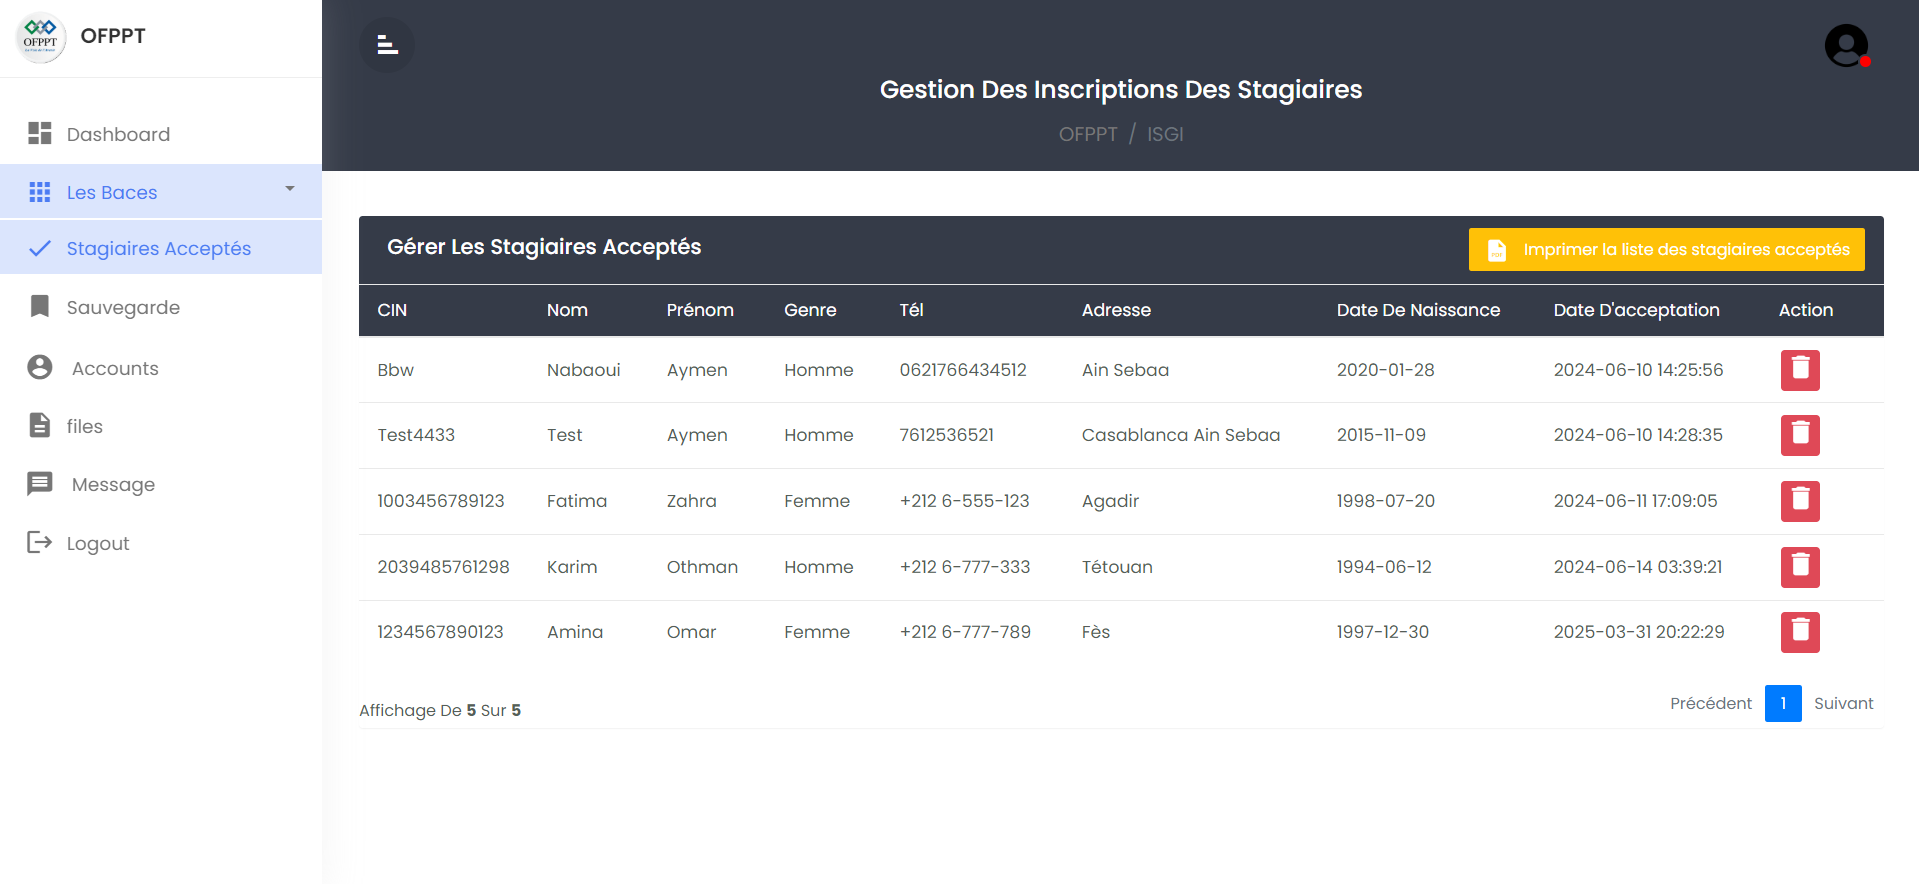 OFPPT
OFPPT
Dashboard
Les Baces
Stagiaires Acceptés
Sauvegarde
Accounts
files
Message
Logout
Gestion Des Inscriptions Des Stagiaires
OFPPT / ISGI
Gérer Les Stagiaires Acceptés
PDF Imprimer la liste des stagiaires acceptés
CIN Nom Prénom Genre Tél Adresse Date De Naissance Date D'acceptation Action
Bbw Nabaoui Aymen Homme 0621766434512 Ain Sebaa 2020-01-28 2024-06-10 14:25:56
Test4433 Test Aymen Homme 7612536521 Casablanca Ain Sebaa 2015-11-09 2024-06-10 14:28:35
1003456789123 Fatima Zahra Femme +212 6-555-123 Agadir 1998-07-20 2024-06-11 17:09:05
2039485761298 Karim Othman Homme +212 6-777-333 Tétouan 1994-06-12 2024-06-14 03:39:21
1234567890123 Amina Omar Femme +212 6-777-789 Fès 1997-12-30 2025-03-31 20:22:29
Affichage De 5 Sur 5
Précédent 1 Suivant